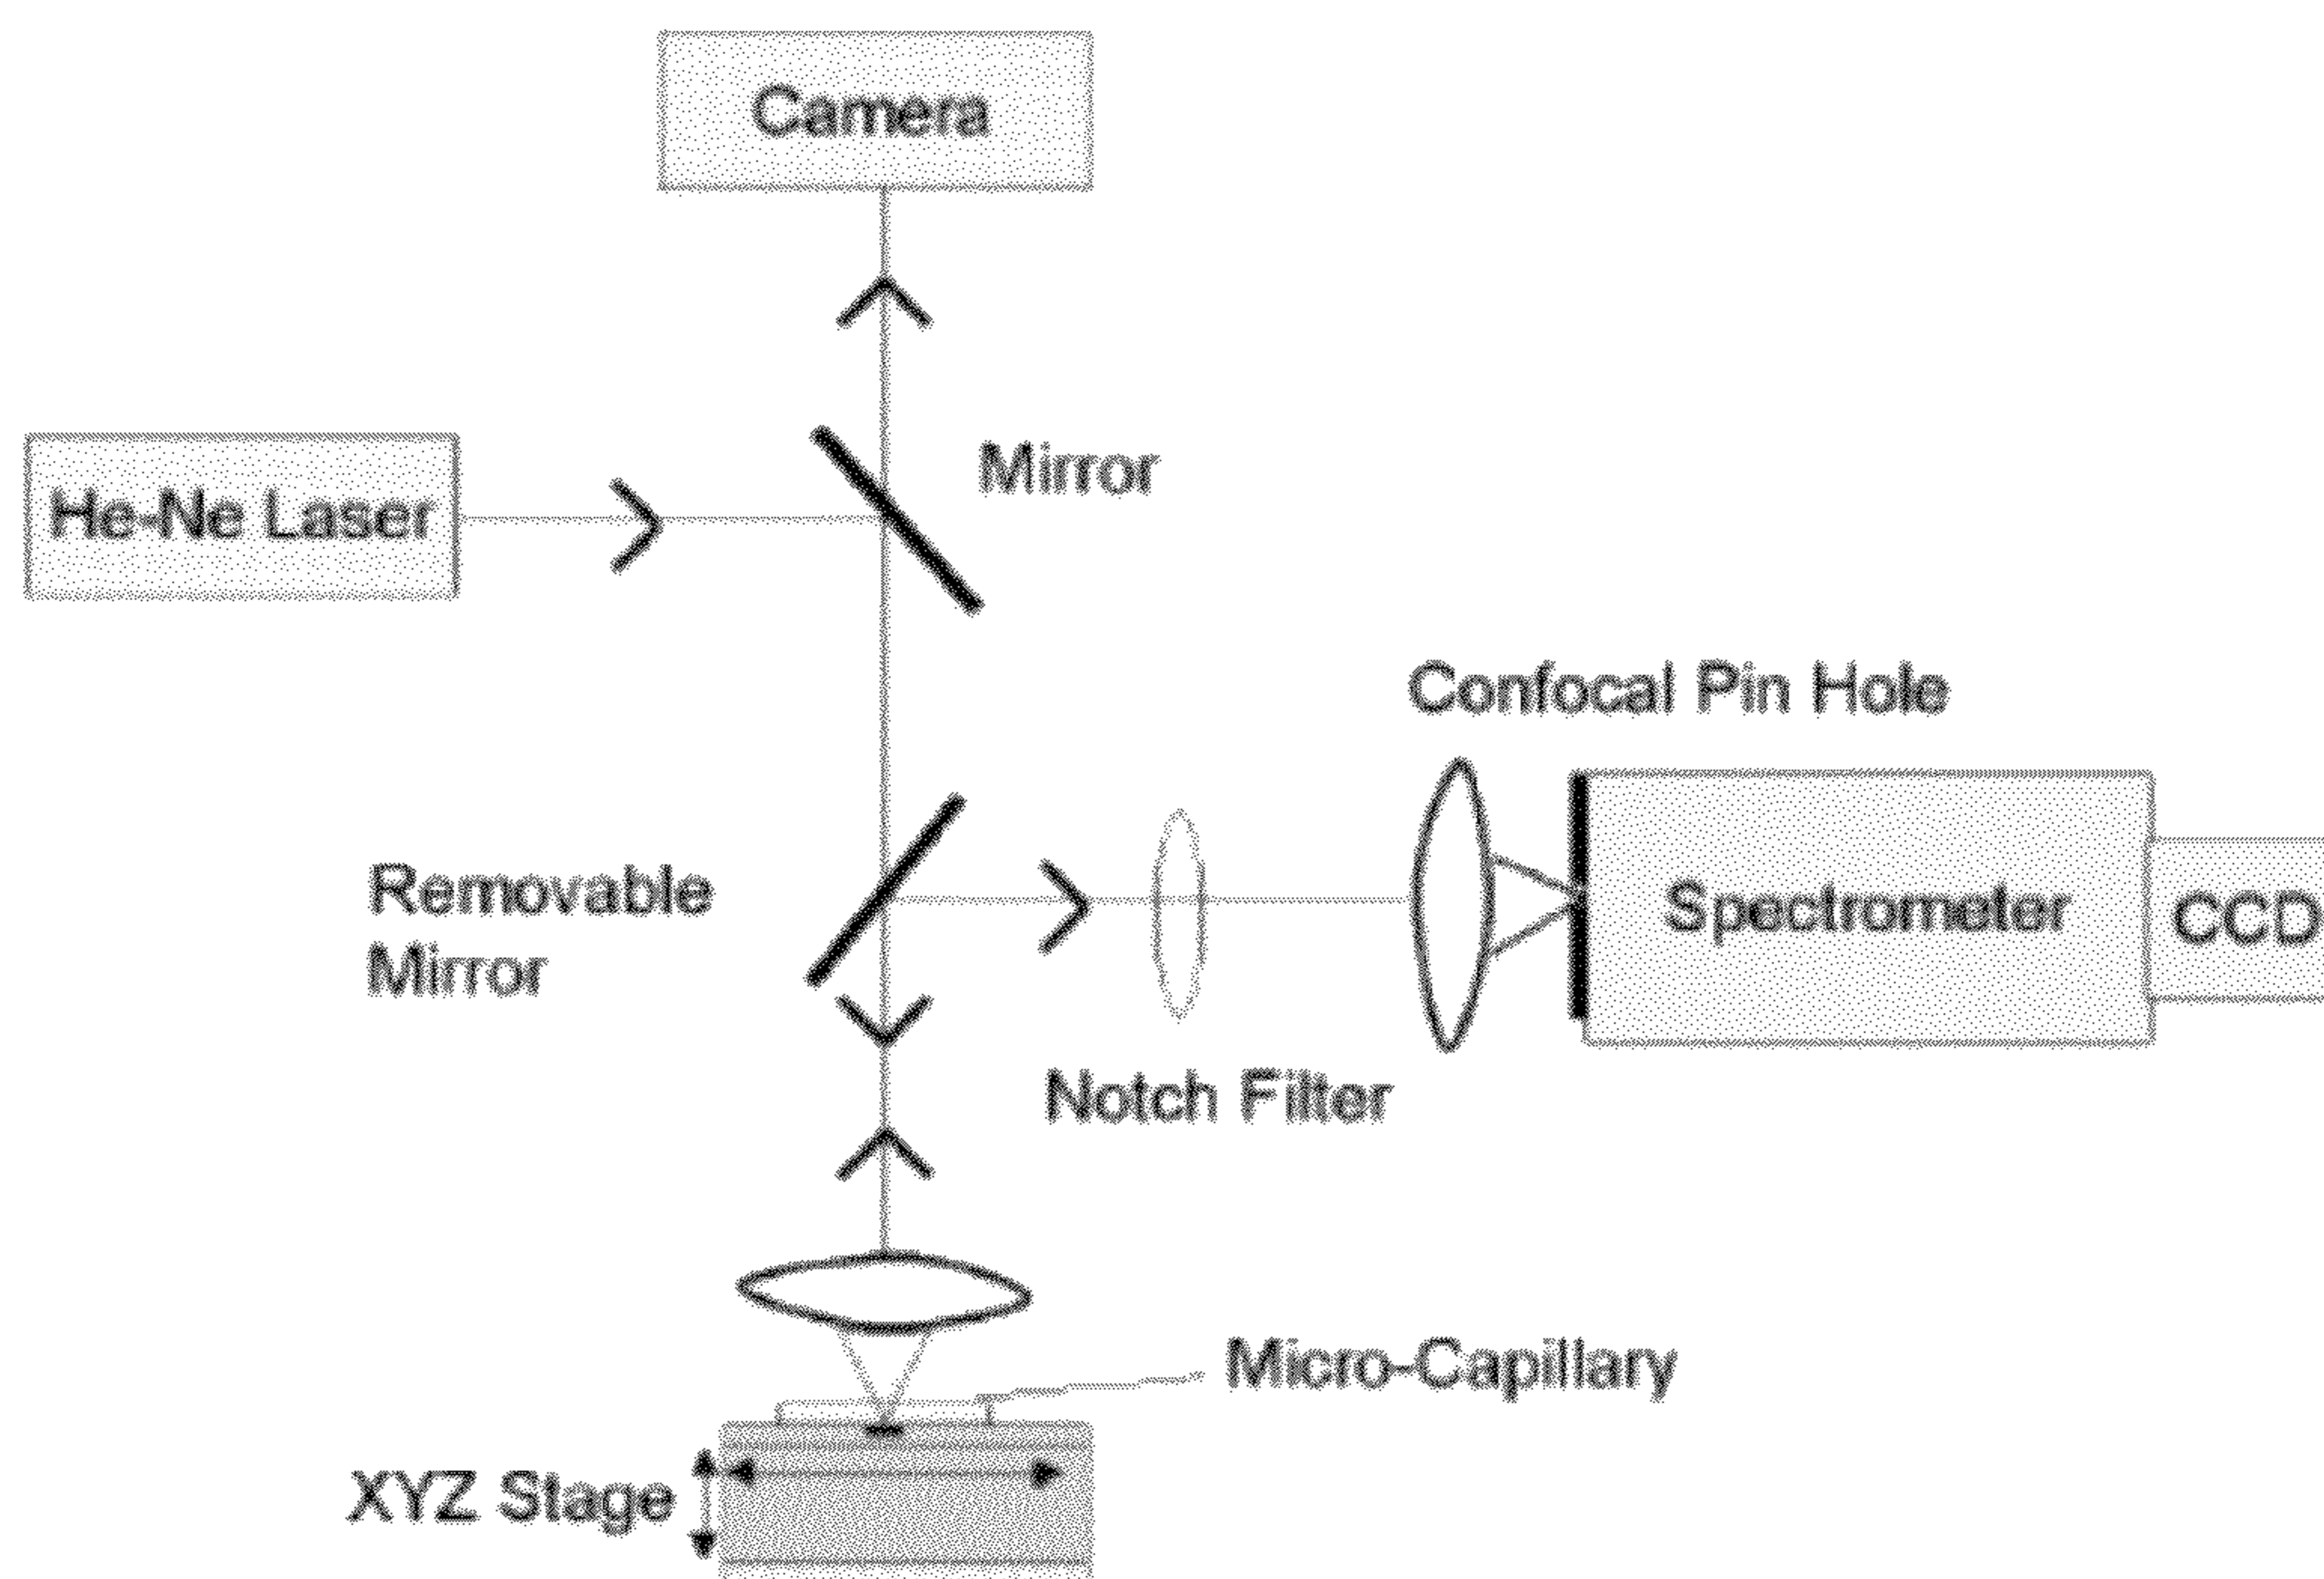 Camera
He-Ne Laser
Mirror
Confocal Pin Hole
Removable
Mirror
Spectrometer
CCD
Notch Filter
Micro-Capillary
XYZ Stage